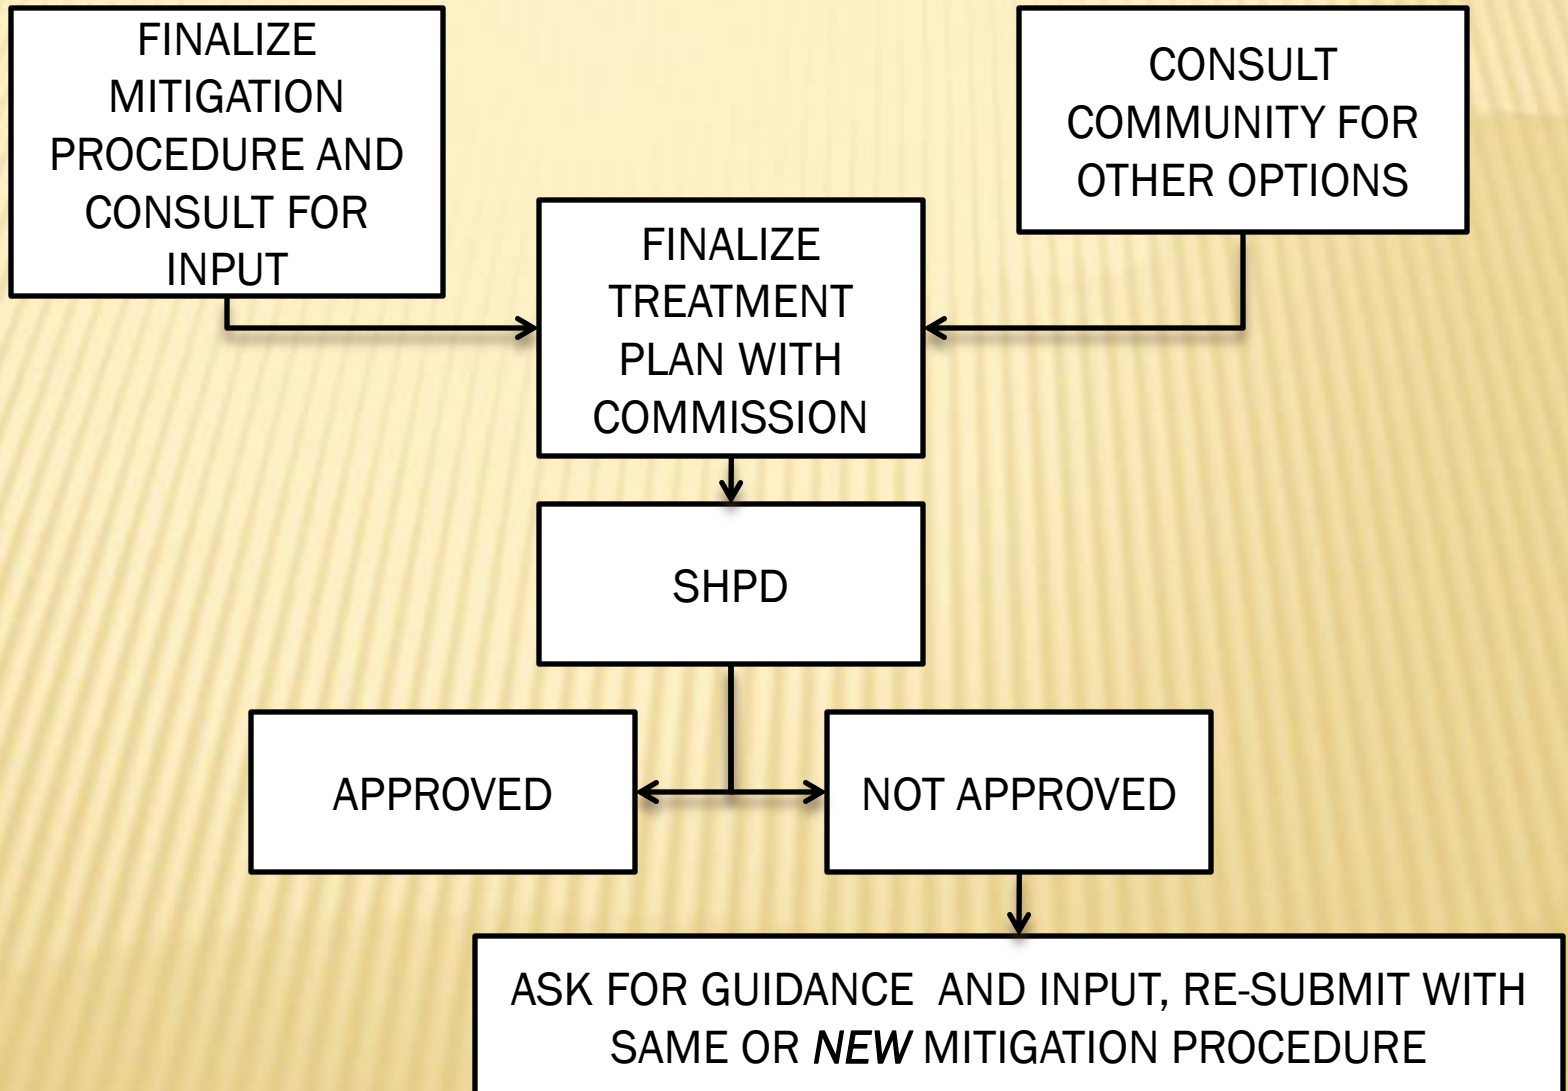 FINALIZE
MITIGATION
PROCEDURE AND
CONSULT FOR
INPUT
CONSULT
COMMUNITY FOR
OTHER OPTIONS
FINALIZE
TREATMENT
PLAN WITH
COMMISSION
SHPD
APPROVED
NOT APPROVED
ASK FOR GUIDANCE  AND INPUT, RE-SUBMIT WITH
SAME OR NEW MITIGATION PROCEDURE